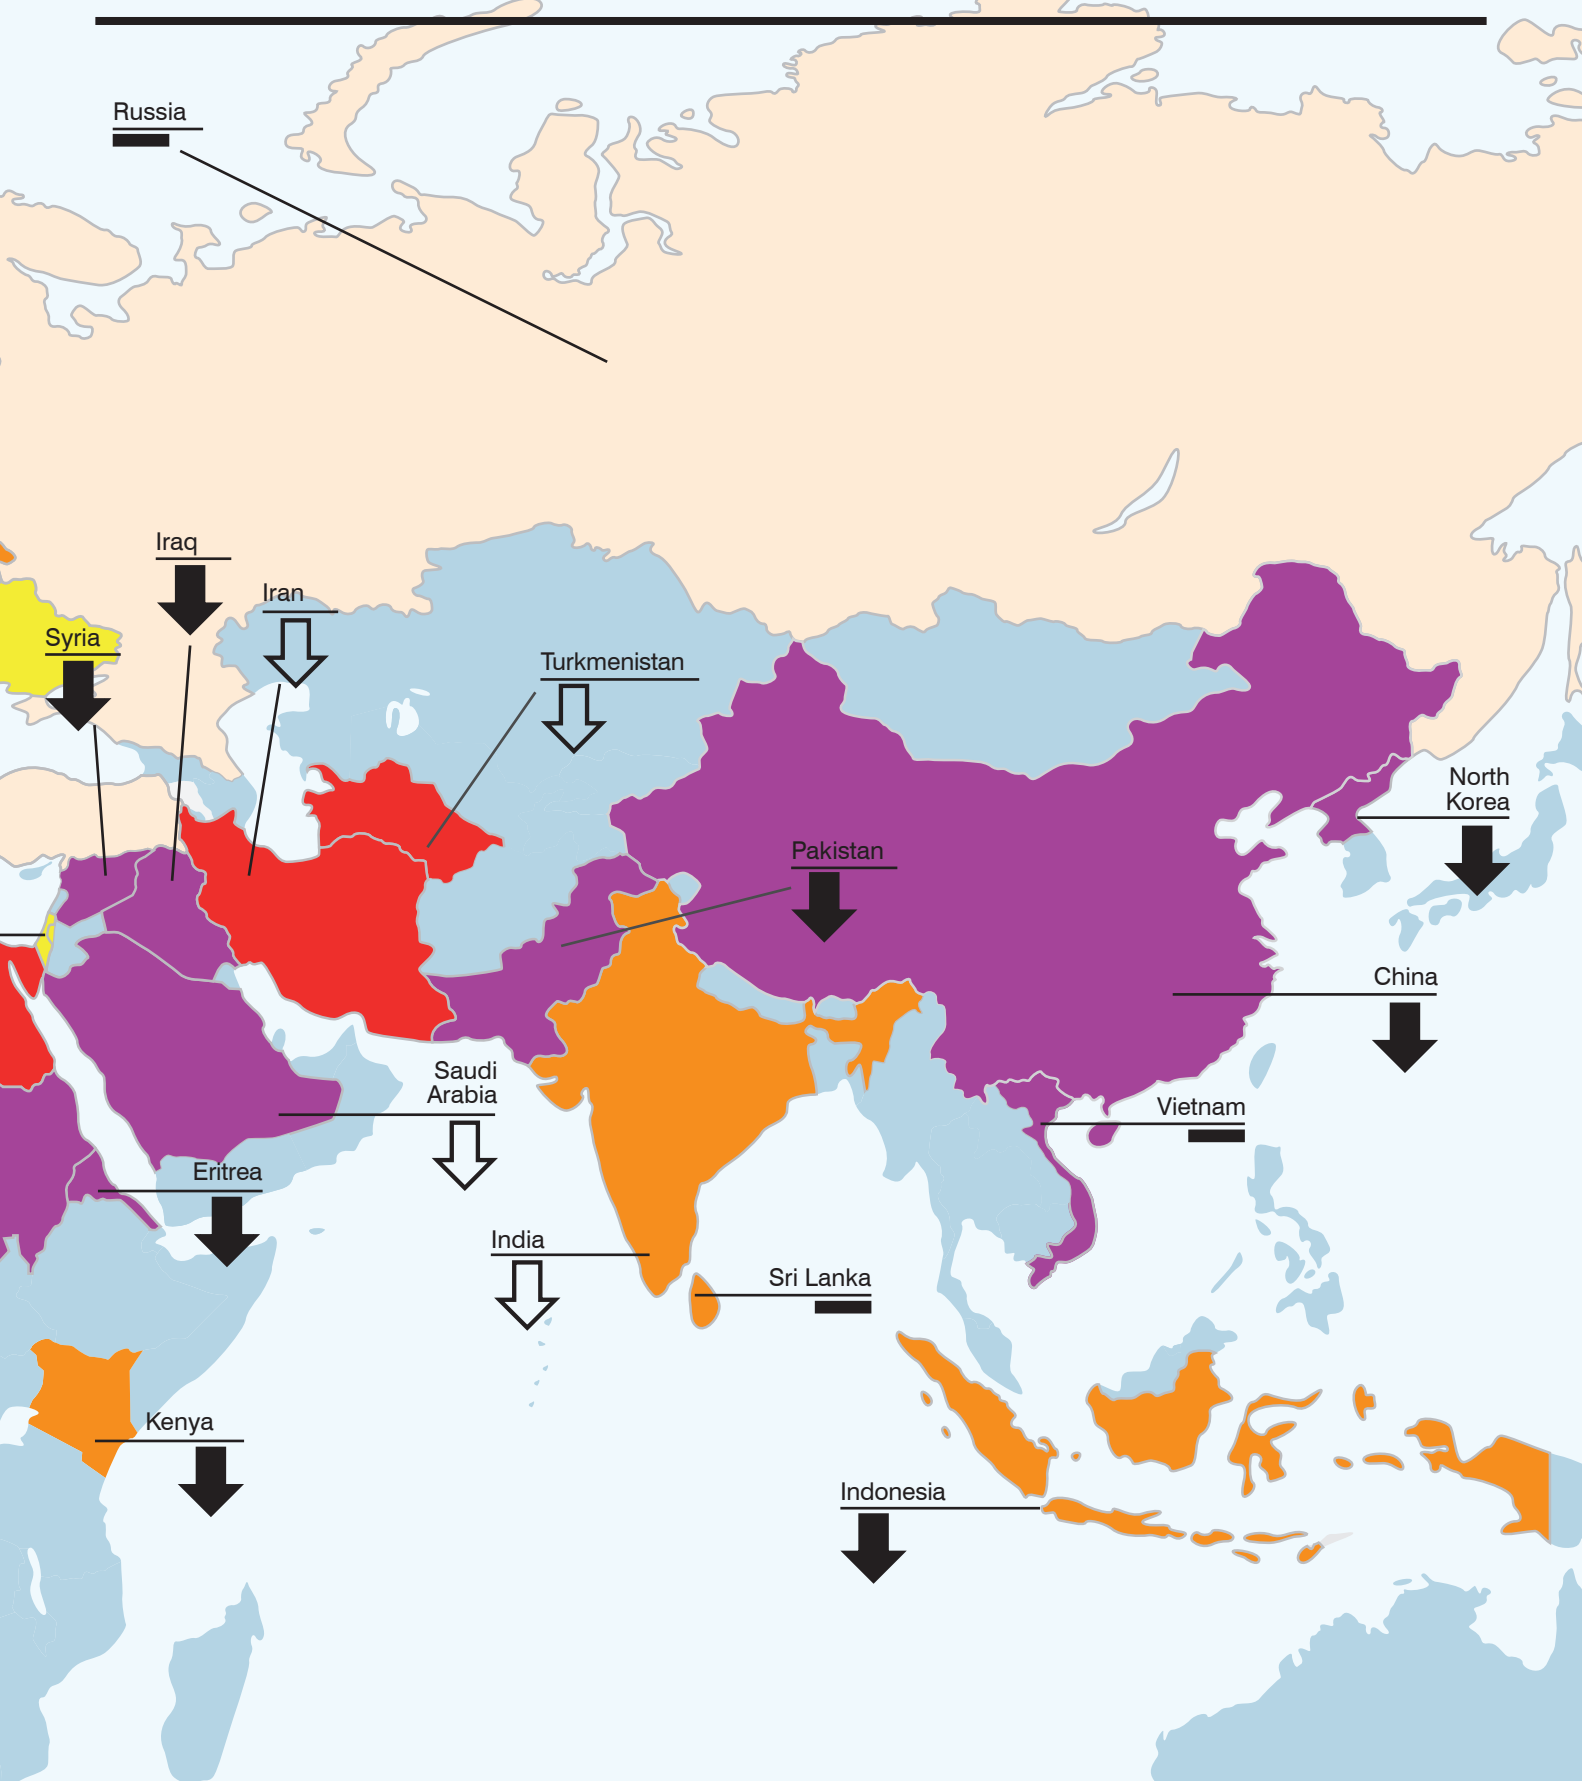 Russia
Iraq
Iran
Syria
Turkmenistan
North
Korea
Pakistan
China
Saudi
Arabia
Vietnam
Eritrea
India
Sri Lanka
Kenya
Indonesia